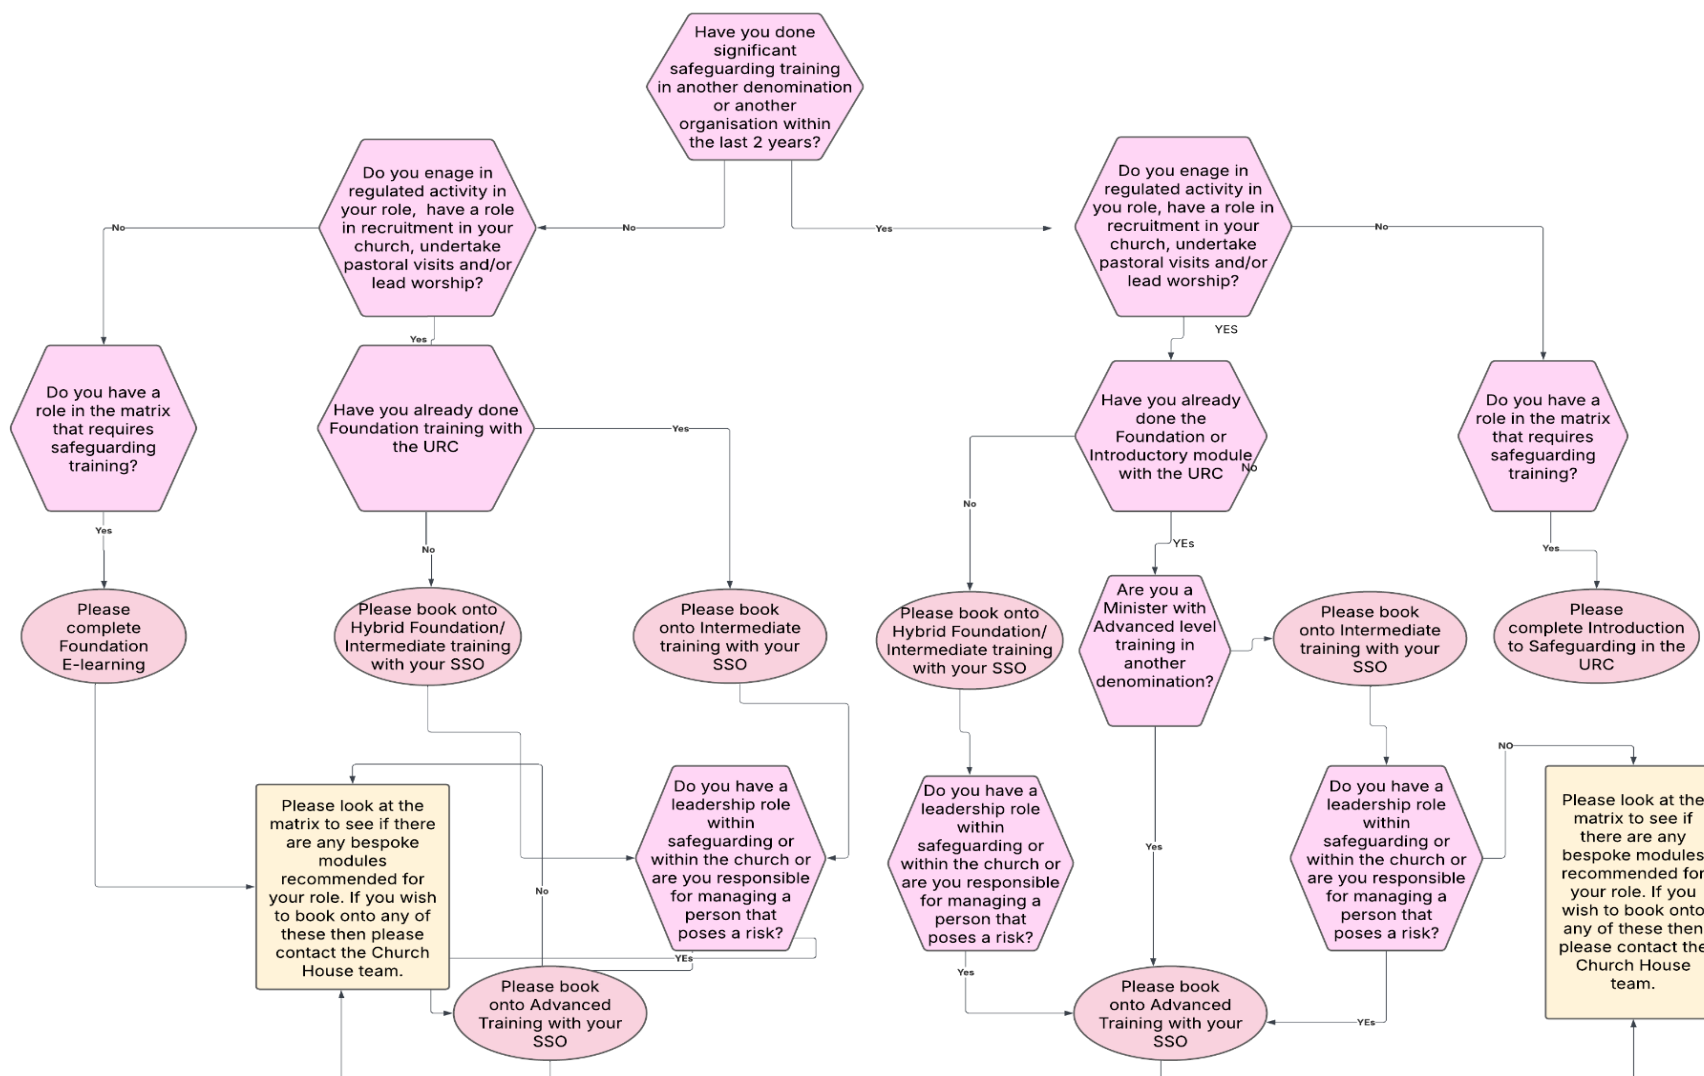 Have you done
significant
safeguarding training
in another denomination
or another
organisation within
the last 2 years?
Do you enage in
regulated activity in
your role, have a role
in recruitment in your
church, undertake
pastoral visits and/or
lead worship?
Do you enage in
regulated activity in
you role, have a role in
recruitment in your
church, undertake
pastoral visits and/or
lead worship?
No
No
Yes
No
Yes
YES
Do you have a
role in the matrix
that requires
safeguarding
training?
Have you already done
Foundation training with
the URC
Yes
Have you already
done the
Foundation or
Introductory module
with the URC
No
Do you have a
role in the matrix
that requires
safeguarding
training?
Yes
No
No
YEs
Yes
Please
complete
Foundation
E-learning
Please book onto
Hybrid Foundation/
Intermediate training
with your SSO
Please book
onto Intermediate
training with your
SSO
Please book onto
Hybrid Foundation/
Intermediate training
with your SSO
Are you a
Minister with
Advanced level
training in
another
denomination?
Please book
onto Intermediate
training with your
SSO
Please
complete Introduction
to Safeguarding in the
URC
Please look at the
matrix to see if there
are any bespoke
modules
recommended for
your role. If you wish
to book onto any of
these then please
contact the Church
House team.
No
Do you have a
leadership role
within
safeguarding or
within the church or
are you responsible
for managing a
person that
poses a risk?
Do you have a
leadership role
within
safeguarding or
within the church or
are you responsible
for managing a
person that
poses a risk?
Yes
Do you have a
leadership role
within
safeguarding or
within the church or
are you responsible
for managing a
person that
poses a risk?
NO
Please look at the
matrix to see if
there are any
bespoke modules
recommended for
your role. If you
wish to book onto
any of these then
please contact the
Church House
team.
YEs
Yes
YEs
Please book
onto Advanced
Training with your
SSO
Please book
onto Advanced
Training with your
SSO